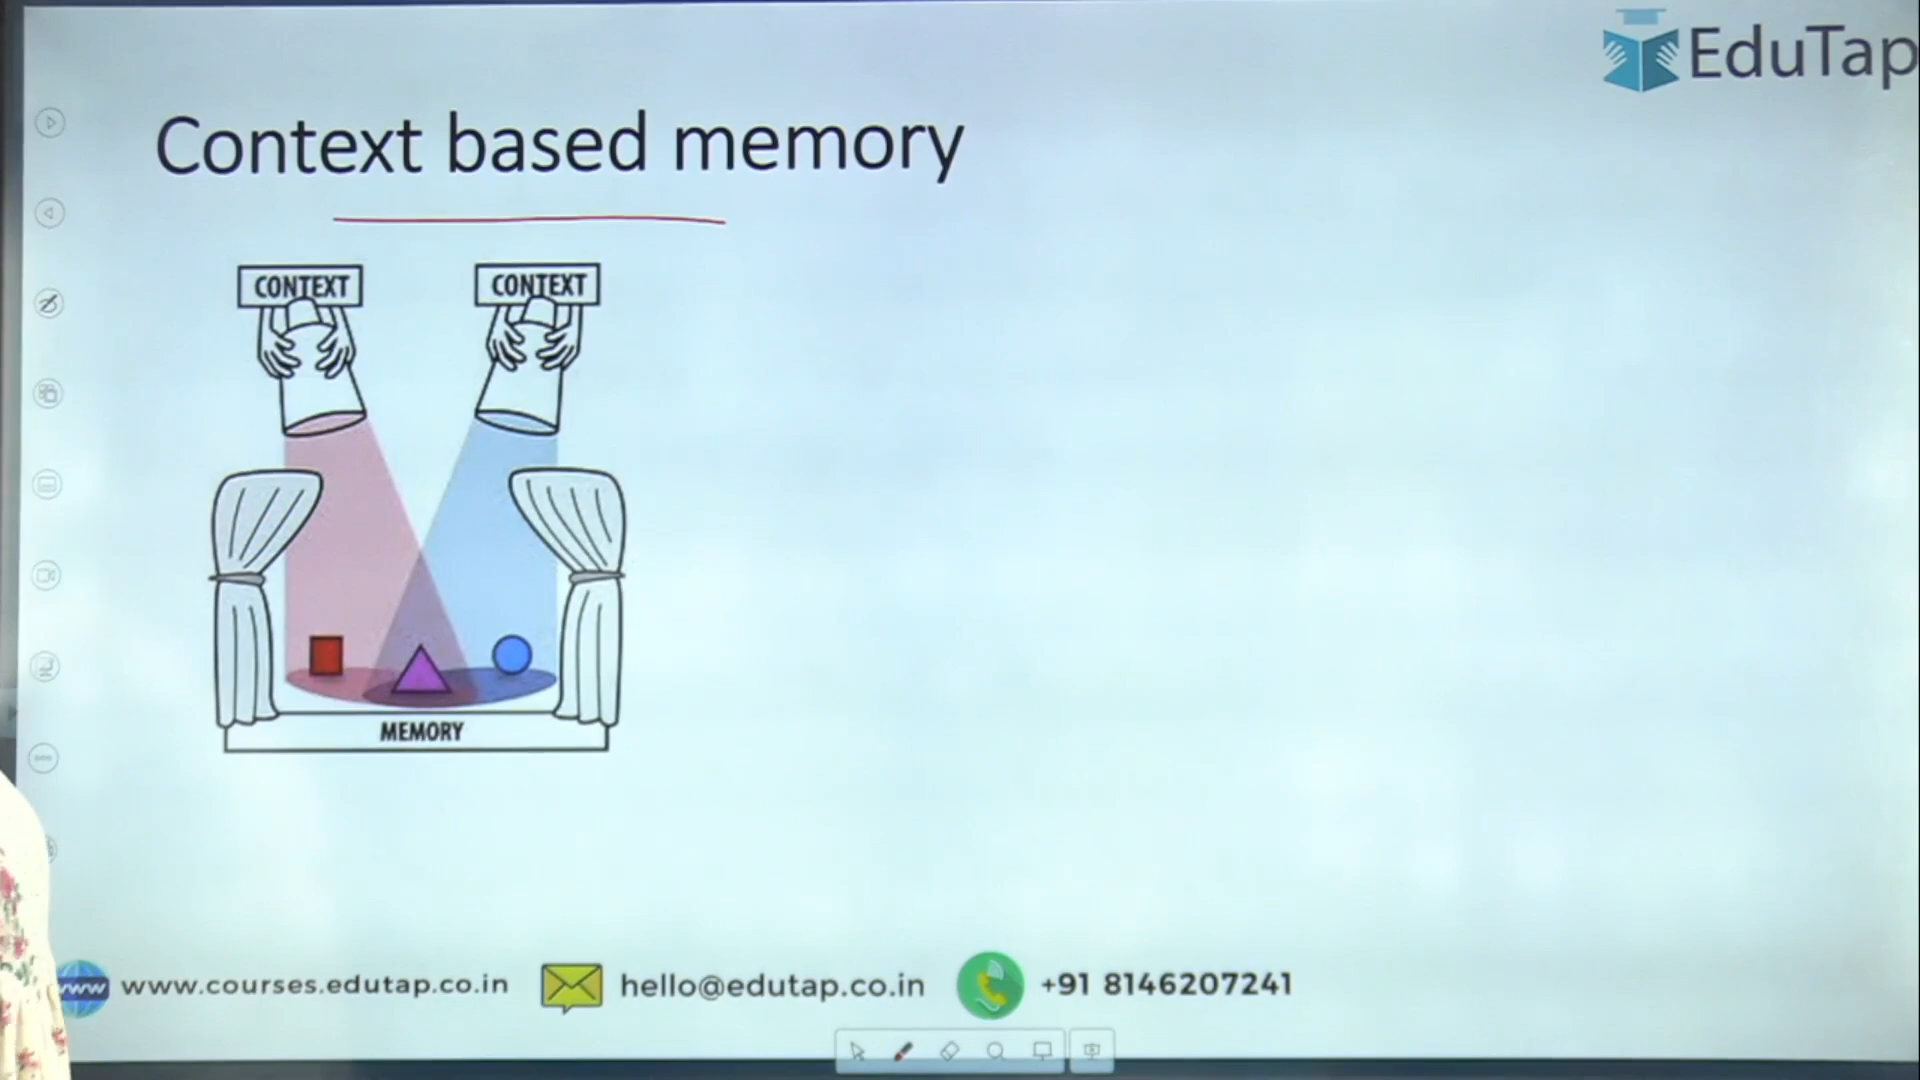 EduTap
Context based memory
CONTEXT CONTEXT
MEMORY
www www.courses.edutap.co.in hello@edutap.co.in +91 8146207241